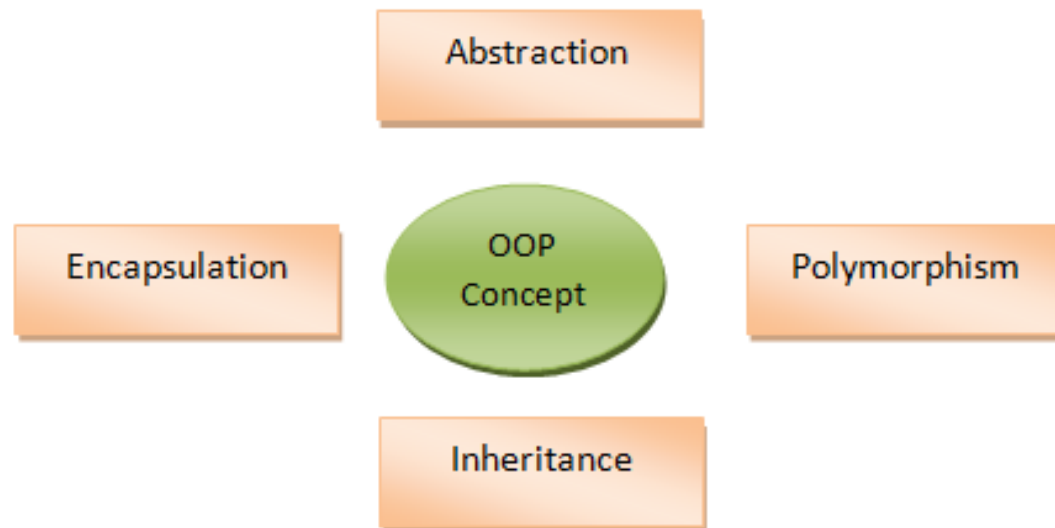 Abstraction
Encapsulation
OOP
Concept
Polymorphism
Inheritance